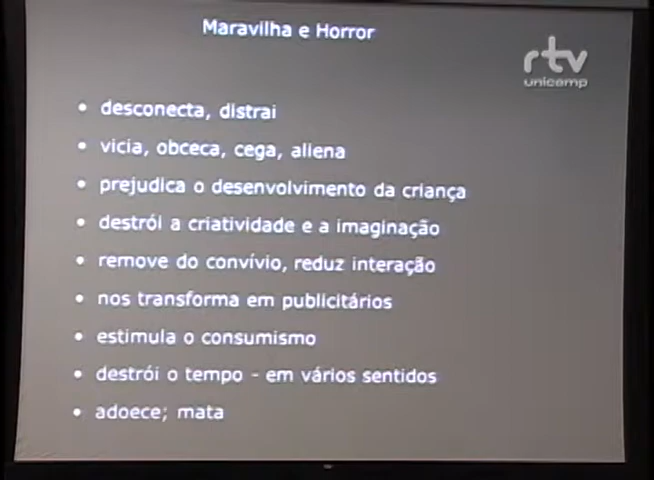 Maravilha e Horror
rtv
unicamp
• desconecta, distrai
• vicia, obceca, cega, aliena
• prejudica o desenvolvimento da criança
• destrói a criatividade e a imaginação
• remove do convívio, reduz interação
• nos transforma em publicitários
• estimula o consumismo
• destrói o tempo - em vários sentidos
• adoece; mata